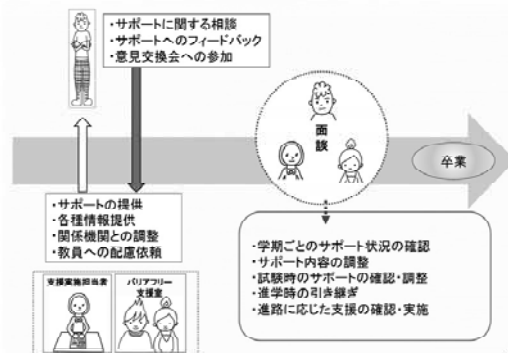 ・サポートに関する相談
・サポートへのフィードバック
・意見交換会への参加
面談
卒業
・サポートの提供
・各種情報提供
・関係機関との調整
・教員への配慮依頼
支援実施担当者
バリアフリー
支援室
・学期ごとのサポート状況の確認
・サポート内容の調整
・試験時のサポートの確認・調整
・進学時の引き継ぎ
・進路に応じた支援の確認・実施